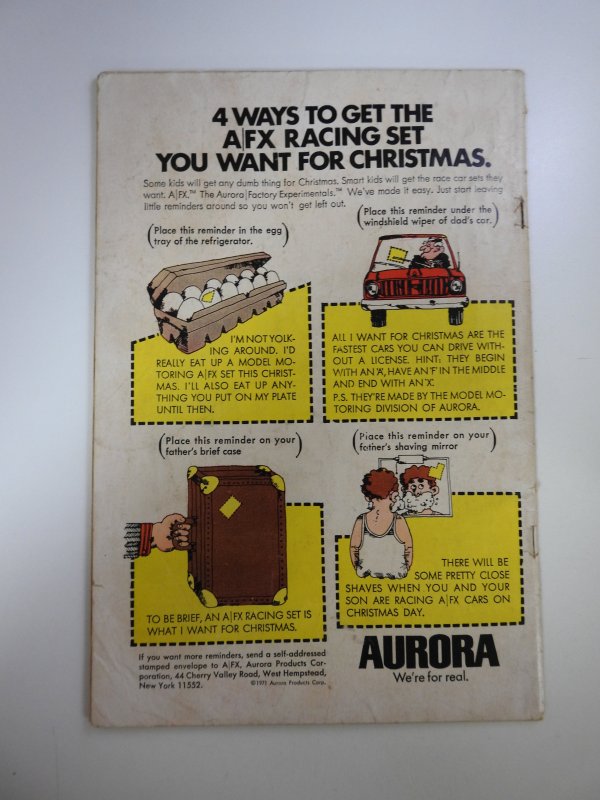 4 WAYS TO GET THE
A|FX RACING SET
YOU WANT FOR CHRISTMAS.
Some kids will get any dumb thing for Christmas. Smart kids will get the race car sets they
want. A|FX.™ The Aurora|Factory Experimentals.™ We've made it easy. Just start leaving
little reminders around so you won't get left out.
(Place this reminder in the egg
tray of the refrigerator.)
I'M NOT YOLK-
ING AROUND. I'D
REALLY EAT UP A MODEL MO-
TORING A|FX SET THIS CHRIST-
MAS. I'LL ALSO EAT UP ANY-
THING YOU PUT ON MY PLATE
UNTIL THEN.
(Place this reminder under the
windshield wiper of dad's car.)
ALL I WANT FOR CHRISTMAS ARE THE
FASTEST CARS YOU CAN DRIVE WITH-
OUT A LICENSE. HINT: THEY BEGIN
WITH AN 'A', HAVE AN 'F' IN THE MIDDLE
AND END WITH AN 'X'.
P.S. THEY'RE MADE BY THE MODEL MO-
TORING DIVISION OF AURORA.
(Place this reminder on your
father's brief case)
TO BE BRIEF, AN A|FX RACING SET IS
WHAT I WANT FOR CHRISTMAS.
(Place this reminder on your
father's shaving mirror)
THERE WILL BE
SOME PRETTY CLOSE
SHAVES WHEN YOU AND YOUR
SON ARE RACING A|FX CARS ON
CHRISTMAS DAY.
If you want more reminders, send a self-addressed
stamped envelope to A|FX, Aurora Products Cor-
poration, 44 Cherry Valley Road, West Hempstead,
New York 11552.
©1971 Aurora Products Corp.
AURORA
We're for real.